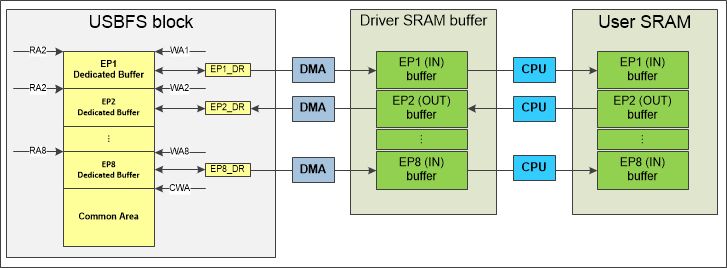 USBFS block
Driver SRAM buffer
User SRAM
RA2
WA1
EP1
Dedicated Buffer
EP1_DR
DMA
EP1 (IN)
buffer
CPU
EP1 (IN)
buffer
RA2
WA2
EP2
Dedicated Buffer
EP2_DR
DMA
EP2 (OUT)
buffer
CPU
EP2 (OUT)
buffer
⋮
⋮
⋮
RA8
WA8
EP8
Dedicated Buffer
EP8_DR
DMA
EP8 (IN)
buffer
CPU
EP8 (IN)
buffer
CWA
Common Area